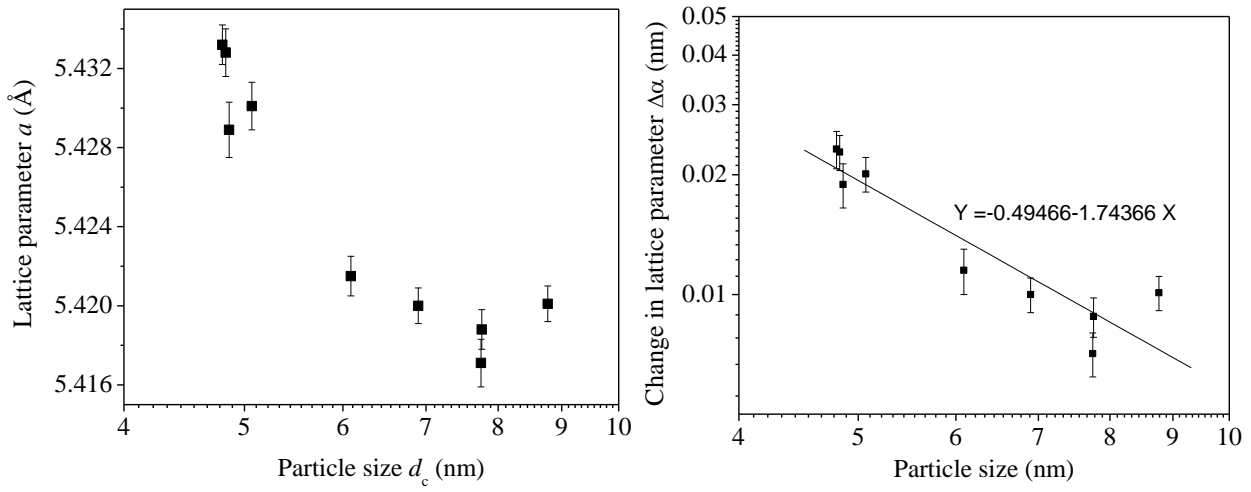 Lattice parameter a (Å)
5.432
5.428
5.424
5.420
5.416
4 5 6 7 8 9 10
Particle size dc (nm)
Change in lattice parameter Δα (nm)
0.05
0.04
0.03
0.02
0.01
Y =-0.49466-1.74366 X
4 5 6 7 8 9 10
Particle size (nm)